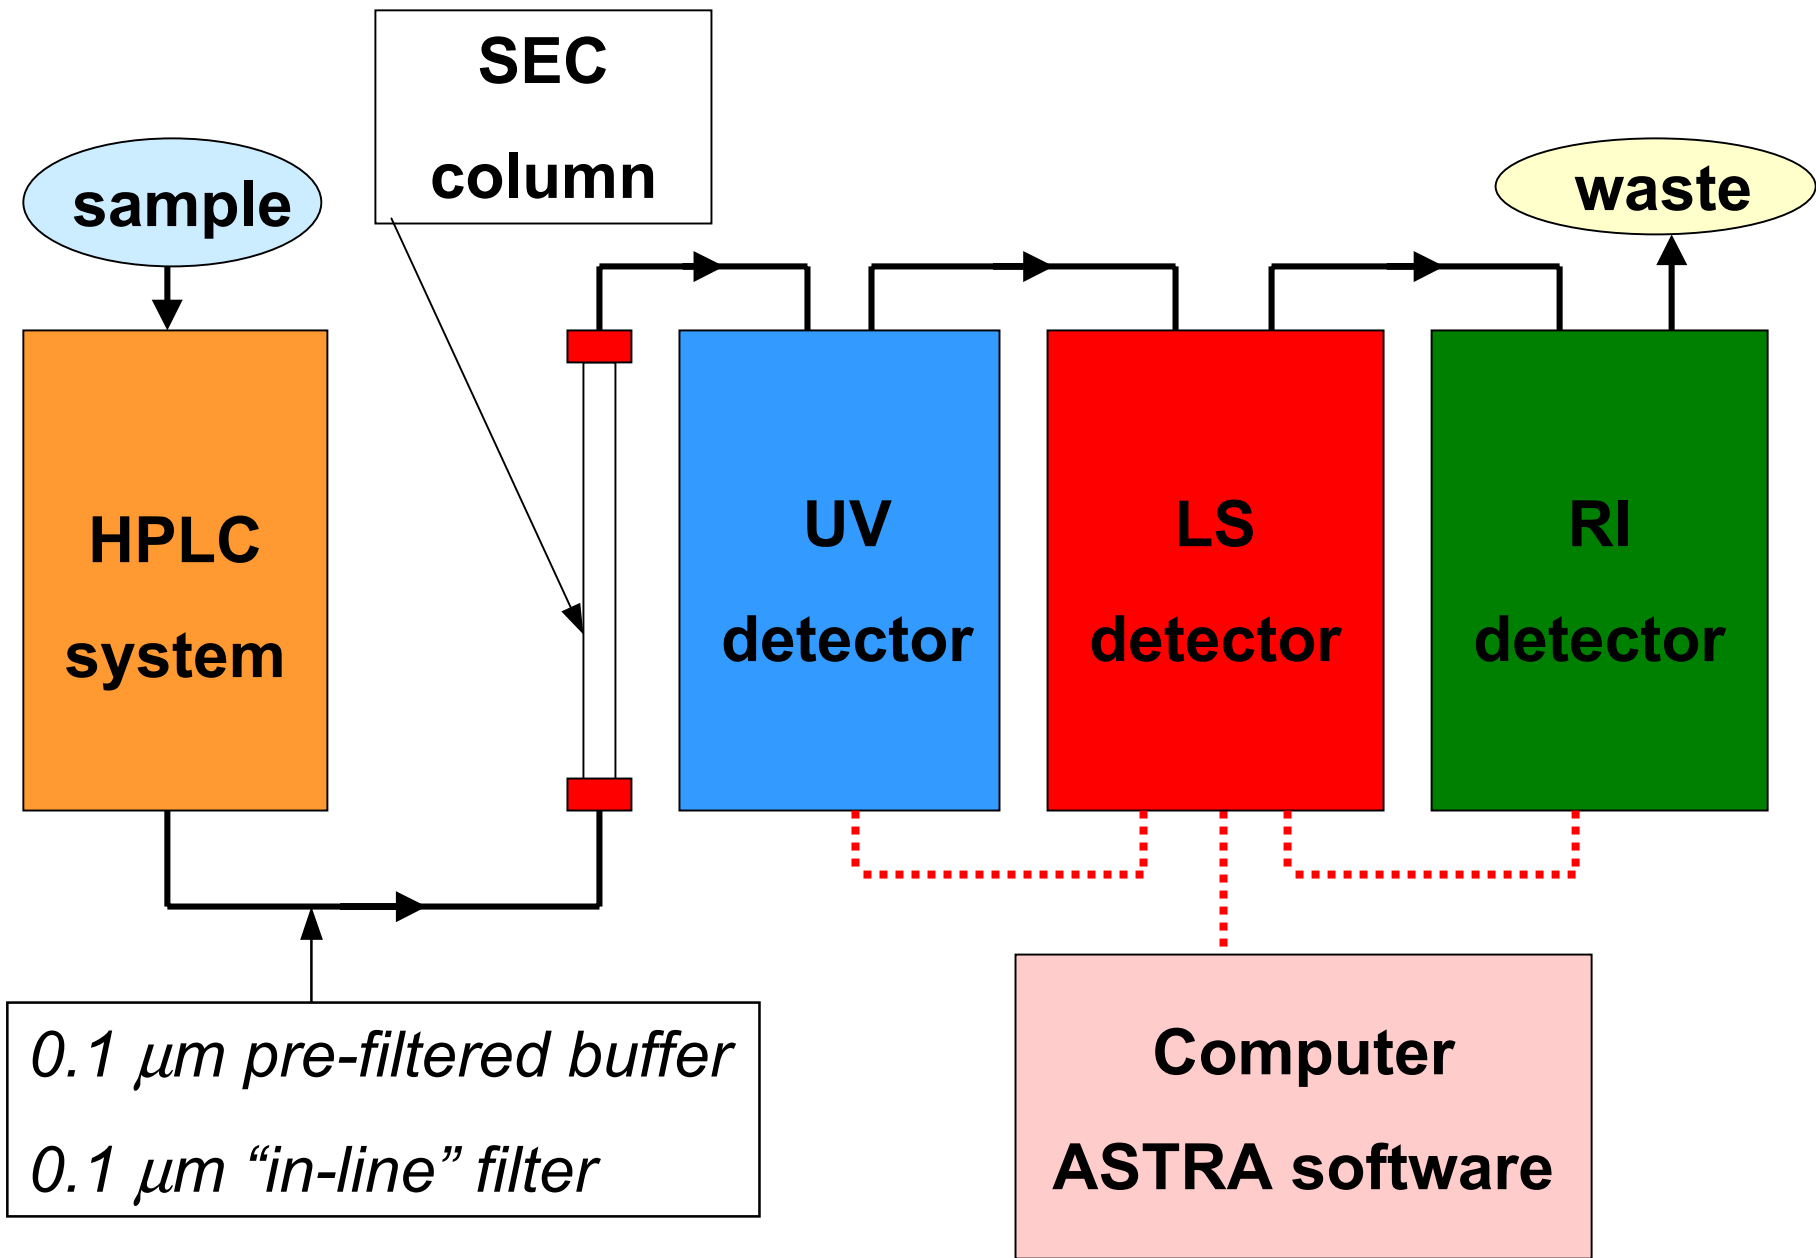 SEC
column
sample
waste
HPLC
system
UV
detector
LS
detector
RI
detector
0.1 μm pre-filtered buffer
0.1 μm “in-line” filter
Computer
ASTRA software